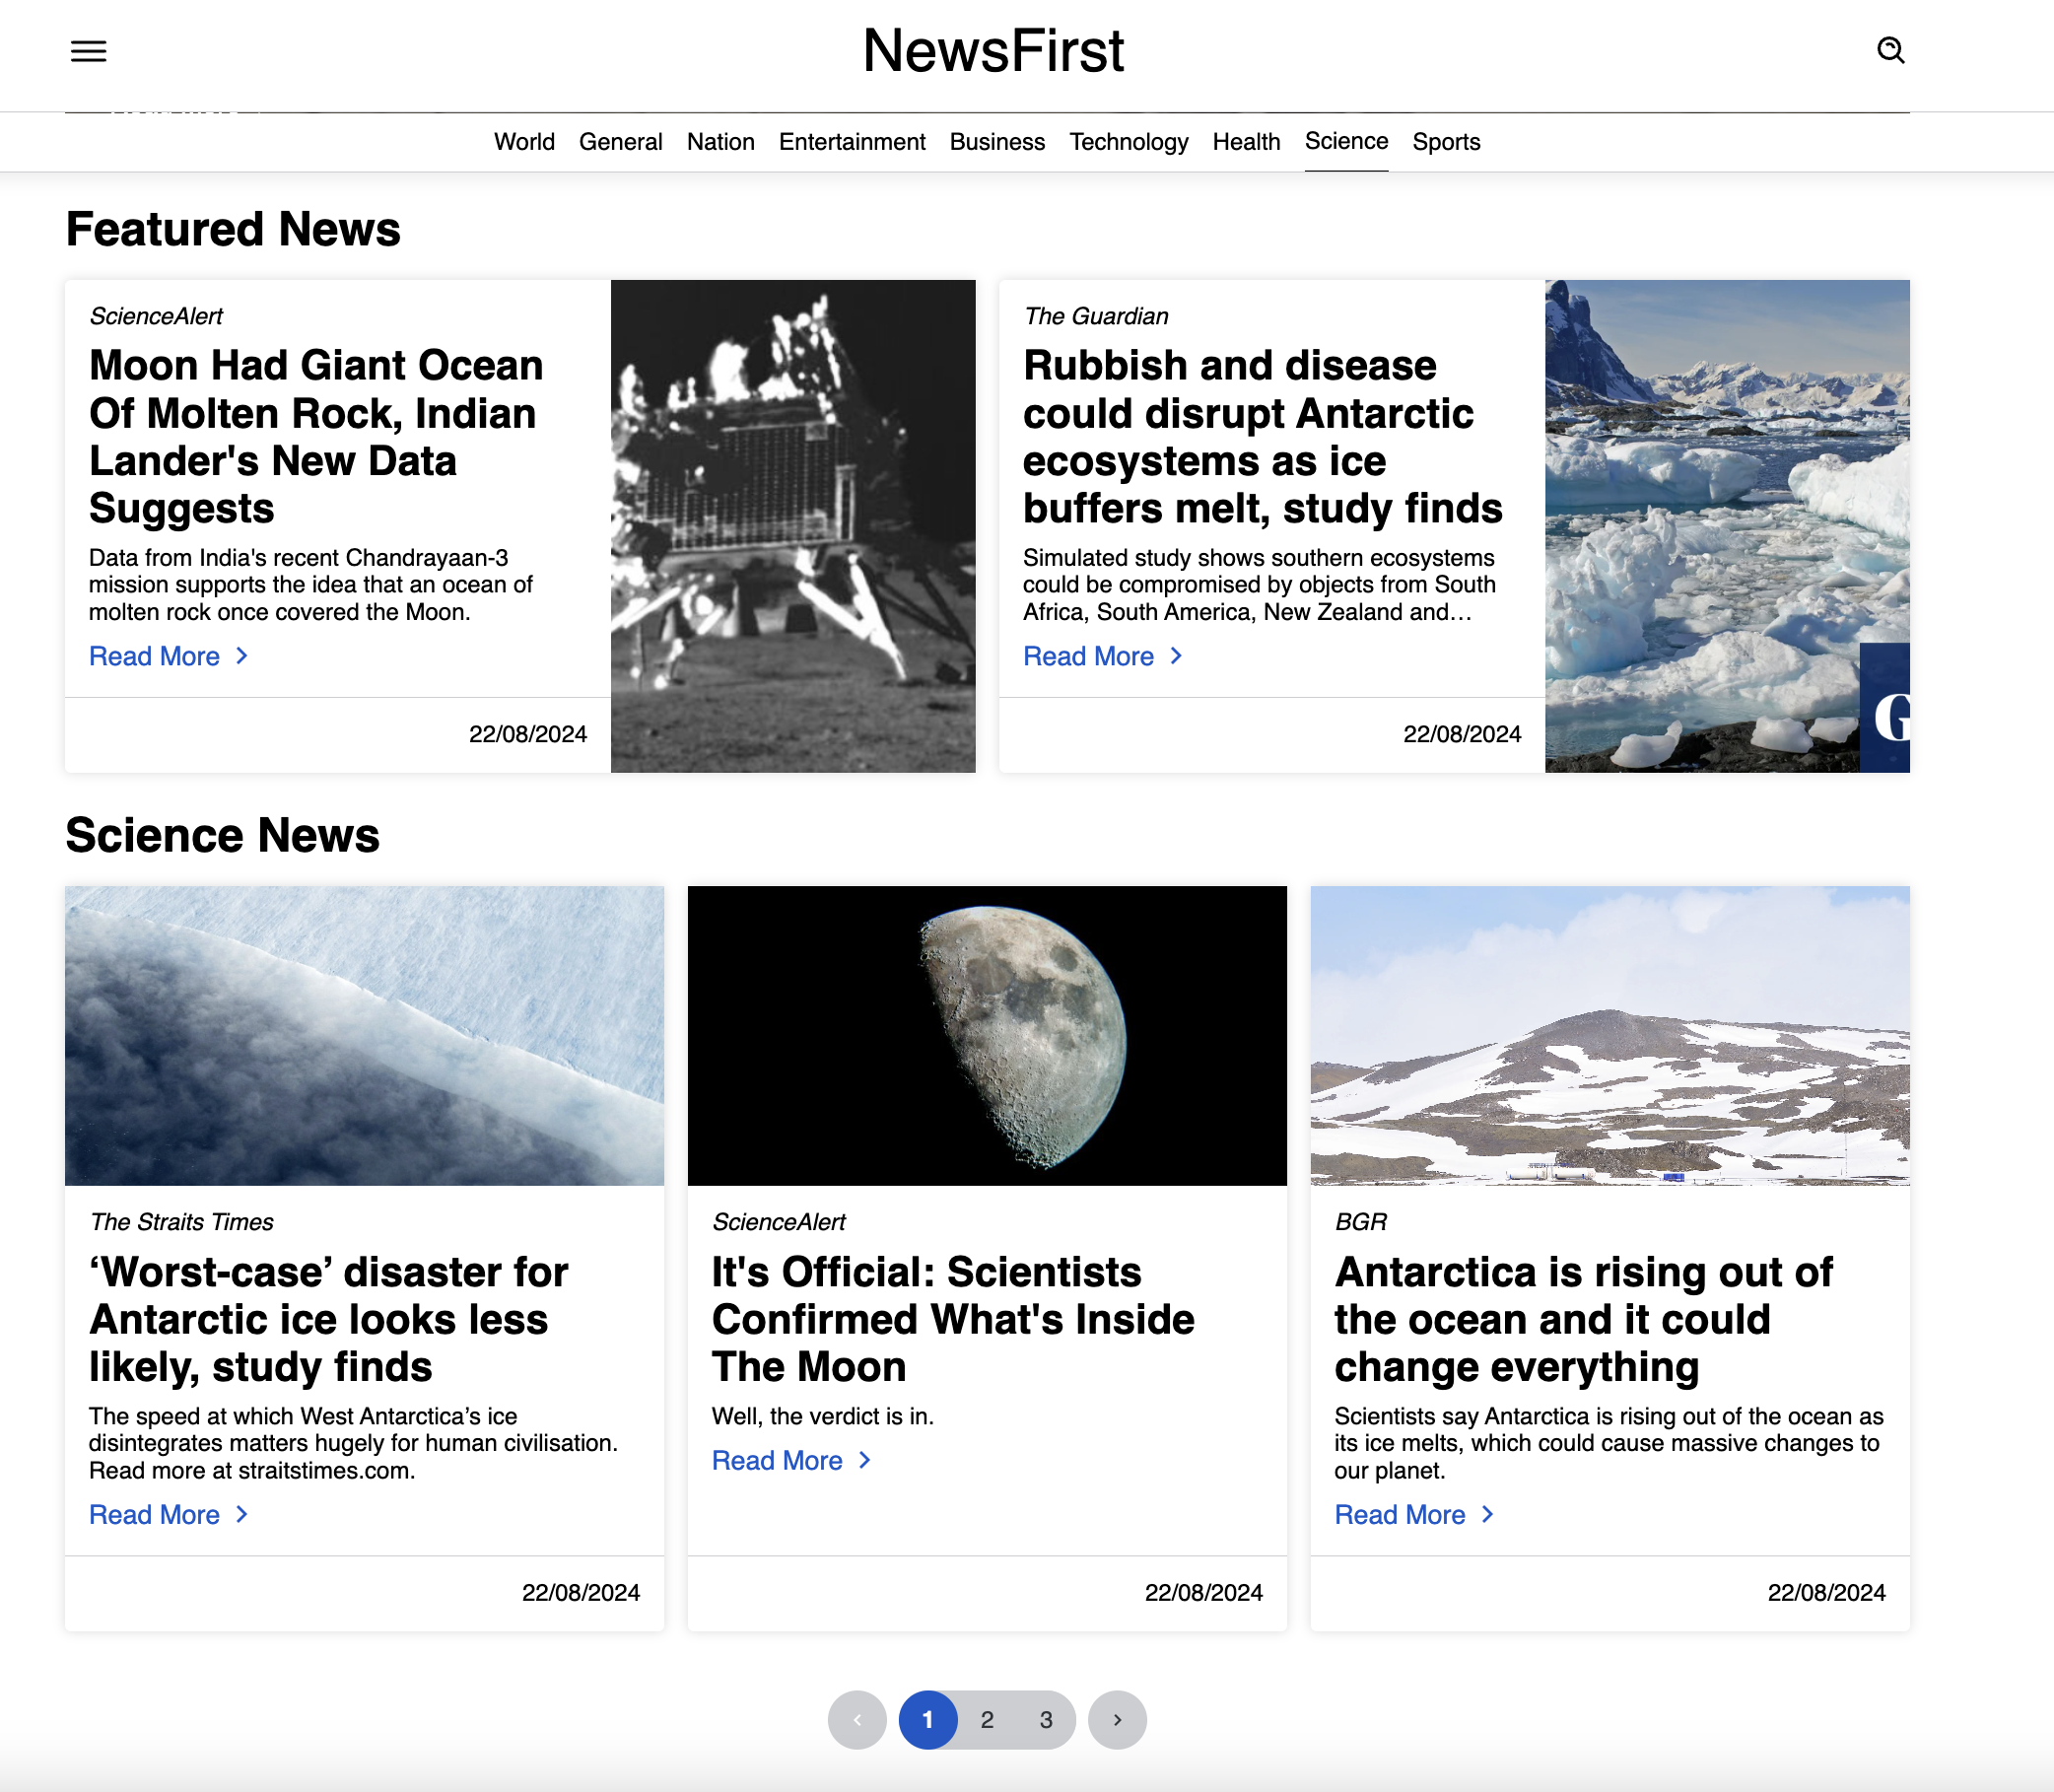 NewsFirst
World General Nation Entertainment Business Technology Health Science Sports
Featured News
ScienceAlert
Moon Had Giant Ocean
Of Molten Rock, Indian
Lander's New Data
Suggests
Data from India's recent Chandrayaan-3
mission supports the idea that an ocean of
molten rock once covered the Moon.
Read More
22/08/2024
The Guardian
Rubbish and disease
could disrupt Antarctic
ecosystems as ice
buffers melt, study finds
Simulated study shows southern ecosystems
could be compromised by objects from South
Africa, South America, New Zealand and…
Read More
22/08/2024
G
Science News
The Straits Times
‘Worst-case’ disaster for
Antarctic ice looks less
likely, study finds
The speed at which West Antarctica’s ice
disintegrates matters hugely for human civilisation.
Read more at straitstimes.com.
Read More
22/08/2024
ScienceAlert
It's Official: Scientists
Confirmed What's Inside
The Moon
Well, the verdict is in.
Read More
22/08/2024
BGR
Antarctica is rising out of
the ocean and it could
change everything
Scientists say Antarctica is rising out of the ocean as
its ice melts, which could cause massive changes to
our planet.
Read More
22/08/2024
1 2 3